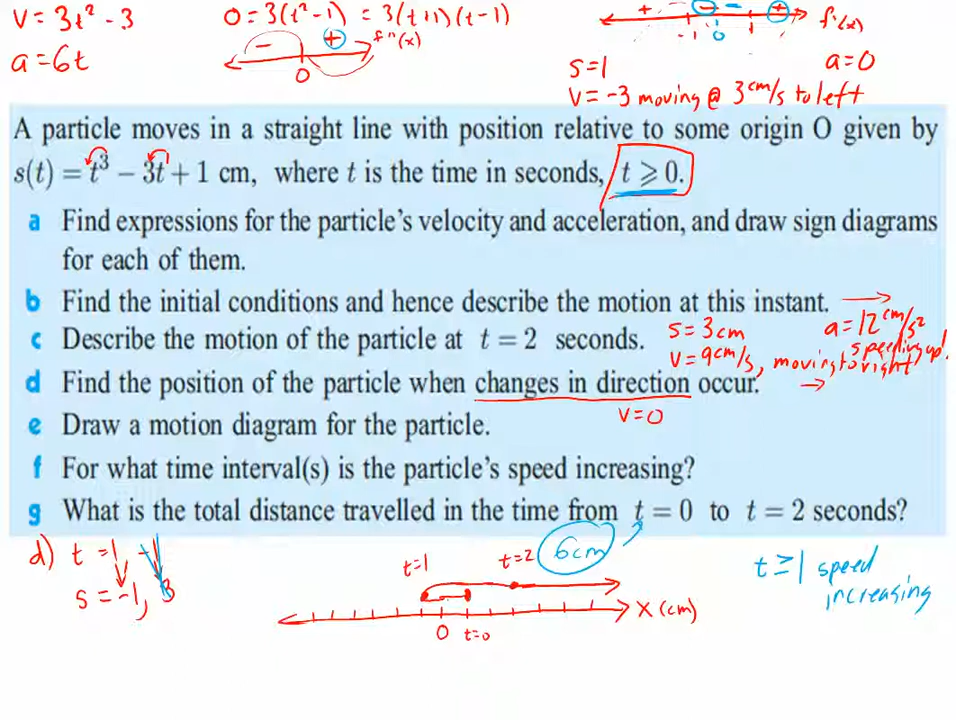 v = 3t² - 3
0 = 3(t² - 1) = 3(t+1)(t-1)
+ - - +
-1 0 1 f'(x)
a = 6t
- + f''(x)
0
s = 1 a = 0
v = -3 moving @ 3 cm/s to left
A particle moves in a straight line with position relative to some origin O given by
s(t) = t³ − 3t + 1 cm, where t is the time in seconds, t ⩾ 0.
a Find expressions for the particle's velocity and acceleration, and draw sign diagrams
for each of them.
b Find the initial conditions and hence describe the motion at this instant.
c Describe the motion of the particle at t = 2 seconds.
s = 3cm a = 12 cm/s²
v = 9cm/s, moving to right speeding up!
d Find the position of the particle when changes in direction occur.
v = 0
e Draw a motion diagram for the particle.
f For what time interval(s) is the particle's speed increasing?
g What is the total distance travelled in the time from t = 0 to t = 2 seconds?
d) t = 1, -1
s = -1, 3
t=1 t=2 6cm
0 t=0 X (cm)
t ≥ 1 speed
increasing